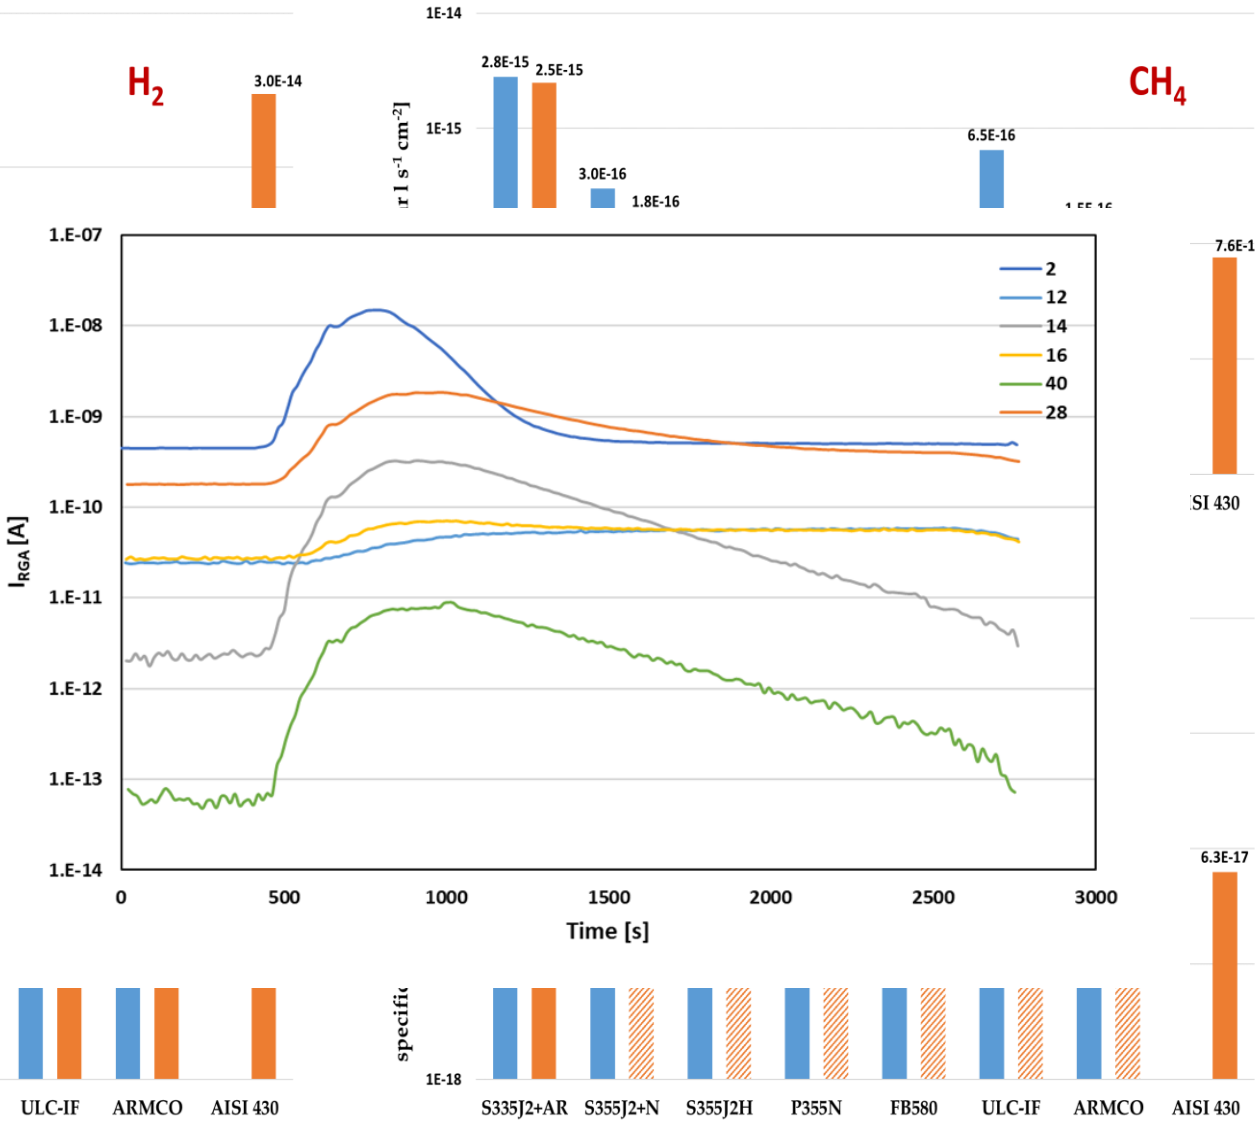 1E-14
H2
3.0E-14
2.8E-15
2.5E-15
CH4
1E-15
6.5E-16
3.0E-16
1.8E-16
s-1 cm-2]
1.E-07
2
12
14
16
40
28
1.E-08
1.E-09
1.E-10
1.E-11
1.E-12
1.E-13
1.E-14
IRGA [A]
0
500
1000
1500
2000
2500
3000
Time [s]
430
6.3E-17
1E-18
ULC-IF ARMCO AISI 430
S335J2+AR S355J2+N S355J2H P355N FB580 ULC-IF ARMCO AISI 430